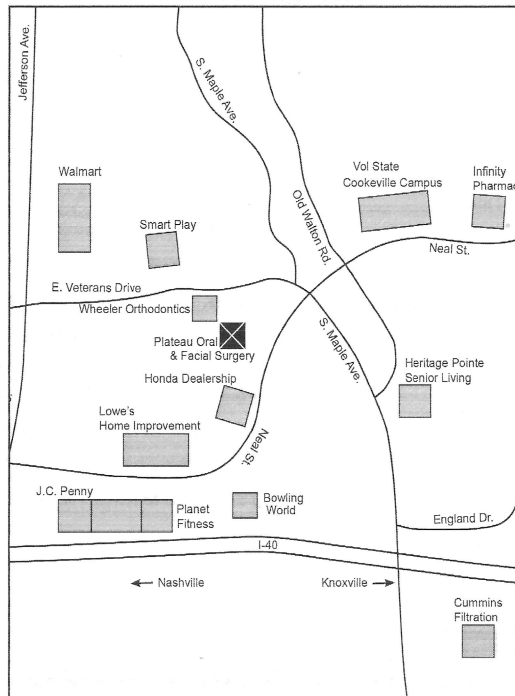 Jefferson Ave.
S. Maple Ave.
Walmart
Vol State
Cookeville Campus
Infinity
Smart Play
Old Walton Rd.
Neal St.
E. Veterans Drive
Wheeler Orthodontics
S. Maple Ave.
Plateau Oral
& Facial Surgery
Heritage Pointe
Senior Living
Honda Dealership
Lowe's
Home Improvement
Neal St.
J.C. Penny
Planet
Fitness
Bowling
World
England Dr.
I-40
Nashville
Knoxville
Cummins
Filtration